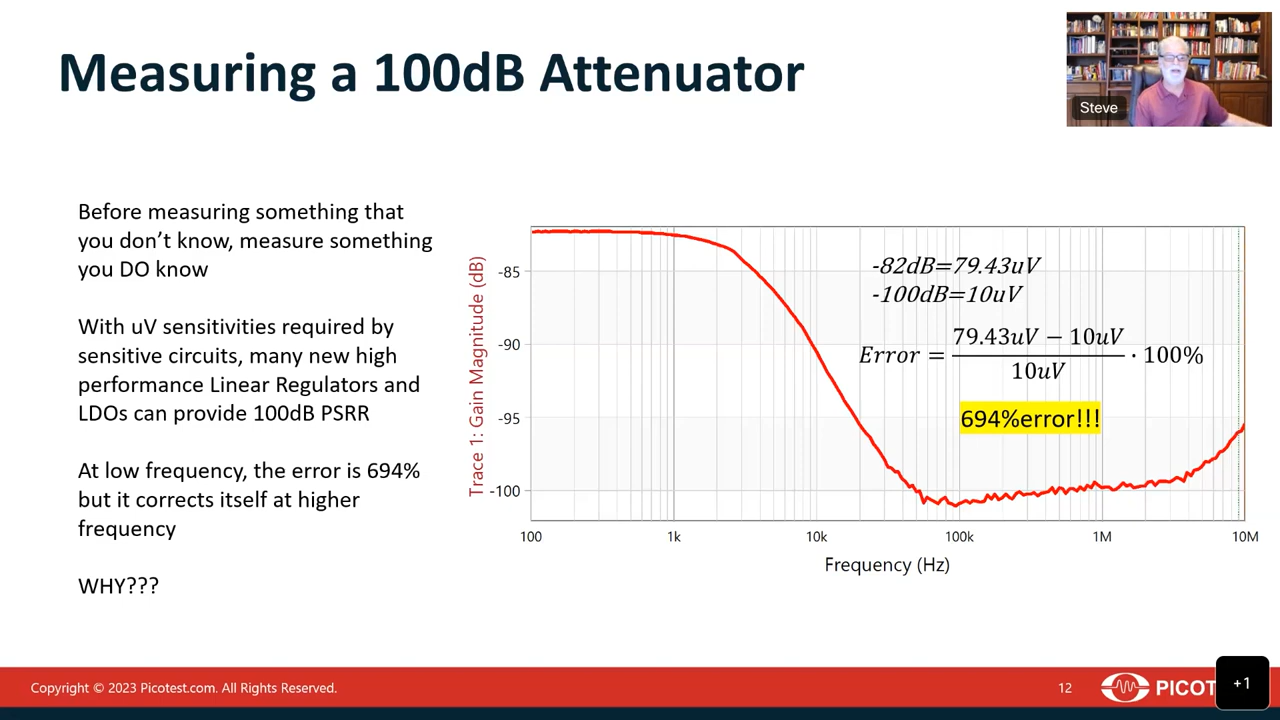 Measuring a 100dB Attenuator
Steve
Before measuring something that
you don't know, measure something
you DO know
With uV sensitivities required by
sensitive circuits, many new high
performance Linear Regulators and
LDOs can provide 100dB PSRR
At low frequency, the error is 694%
but it corrects itself at higher
frequency
WHY???
Trace 1: Gain Magnitude (dB)
-85
-90
-95
-100
-82dB=79.43uV
-100dB=10uV
Error = (79.43uV − 10uV) / 10uV · 100%
694%error!!!
100 1k 10k 100k 1M 10M
Frequency (Hz)
Copyright © 2023 Picotest.com. All Rights Reserved.
12
PICOT
+1